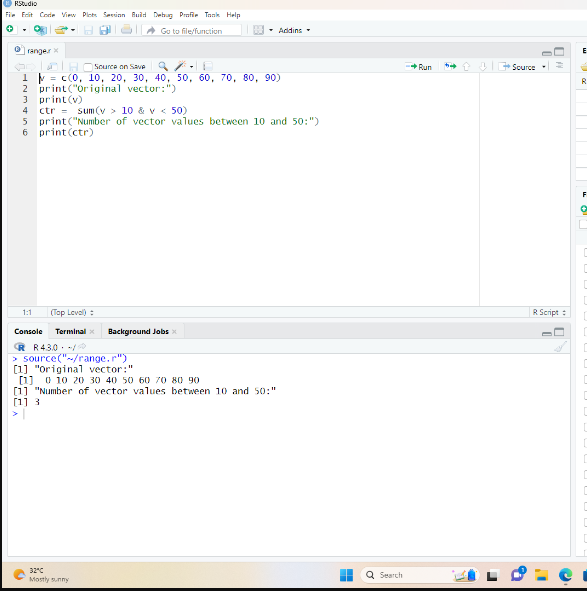 RStudio
File Edit Code View Plots Session Build Debug Profile Tools Help
Go to file/function Addins
range.r
Source on Save Run Source
1 v = c(0, 10, 20, 30, 40, 50, 60, 70, 80, 90)
2 print("Original vector:")
3 print(v)
4 ctr =  sum(v > 10 & v < 50)
5 print("Number of vector values between 10 and 50:")
6 print(ctr)
1:1 (Top Level) R Script
Console Terminal Background Jobs
R R 4.3.0 · ~/
> source("~/range.r")
[1] "Original vector:"
[1]  0 10 20 30 40 50 60 70 80 90
[1] "Number of vector values between 10 and 50:"
[1] 3
>
32°C
Mostly sunny
Search
1